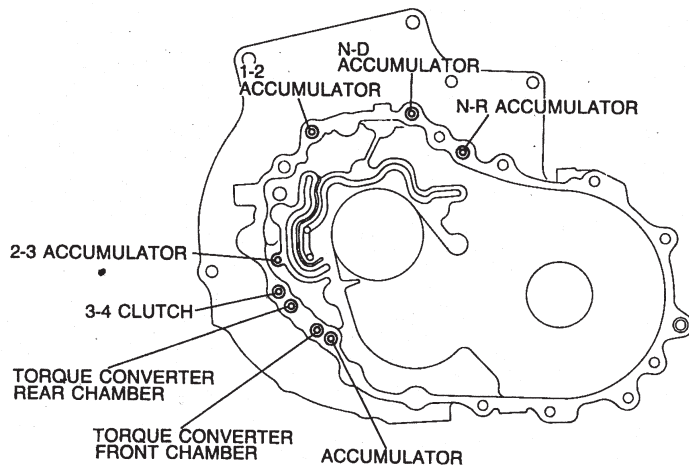 N-D
ACCUMULATOR
1-2
ACCUMULATOR
N-R ACCUMULATOR
2-3 ACCUMULATOR
3-4 CLUTCH
TORQUE CONVERTER
REAR CHAMBER
TORQUE CONVERTER
FRONT CHAMBER
ACCUMULATOR